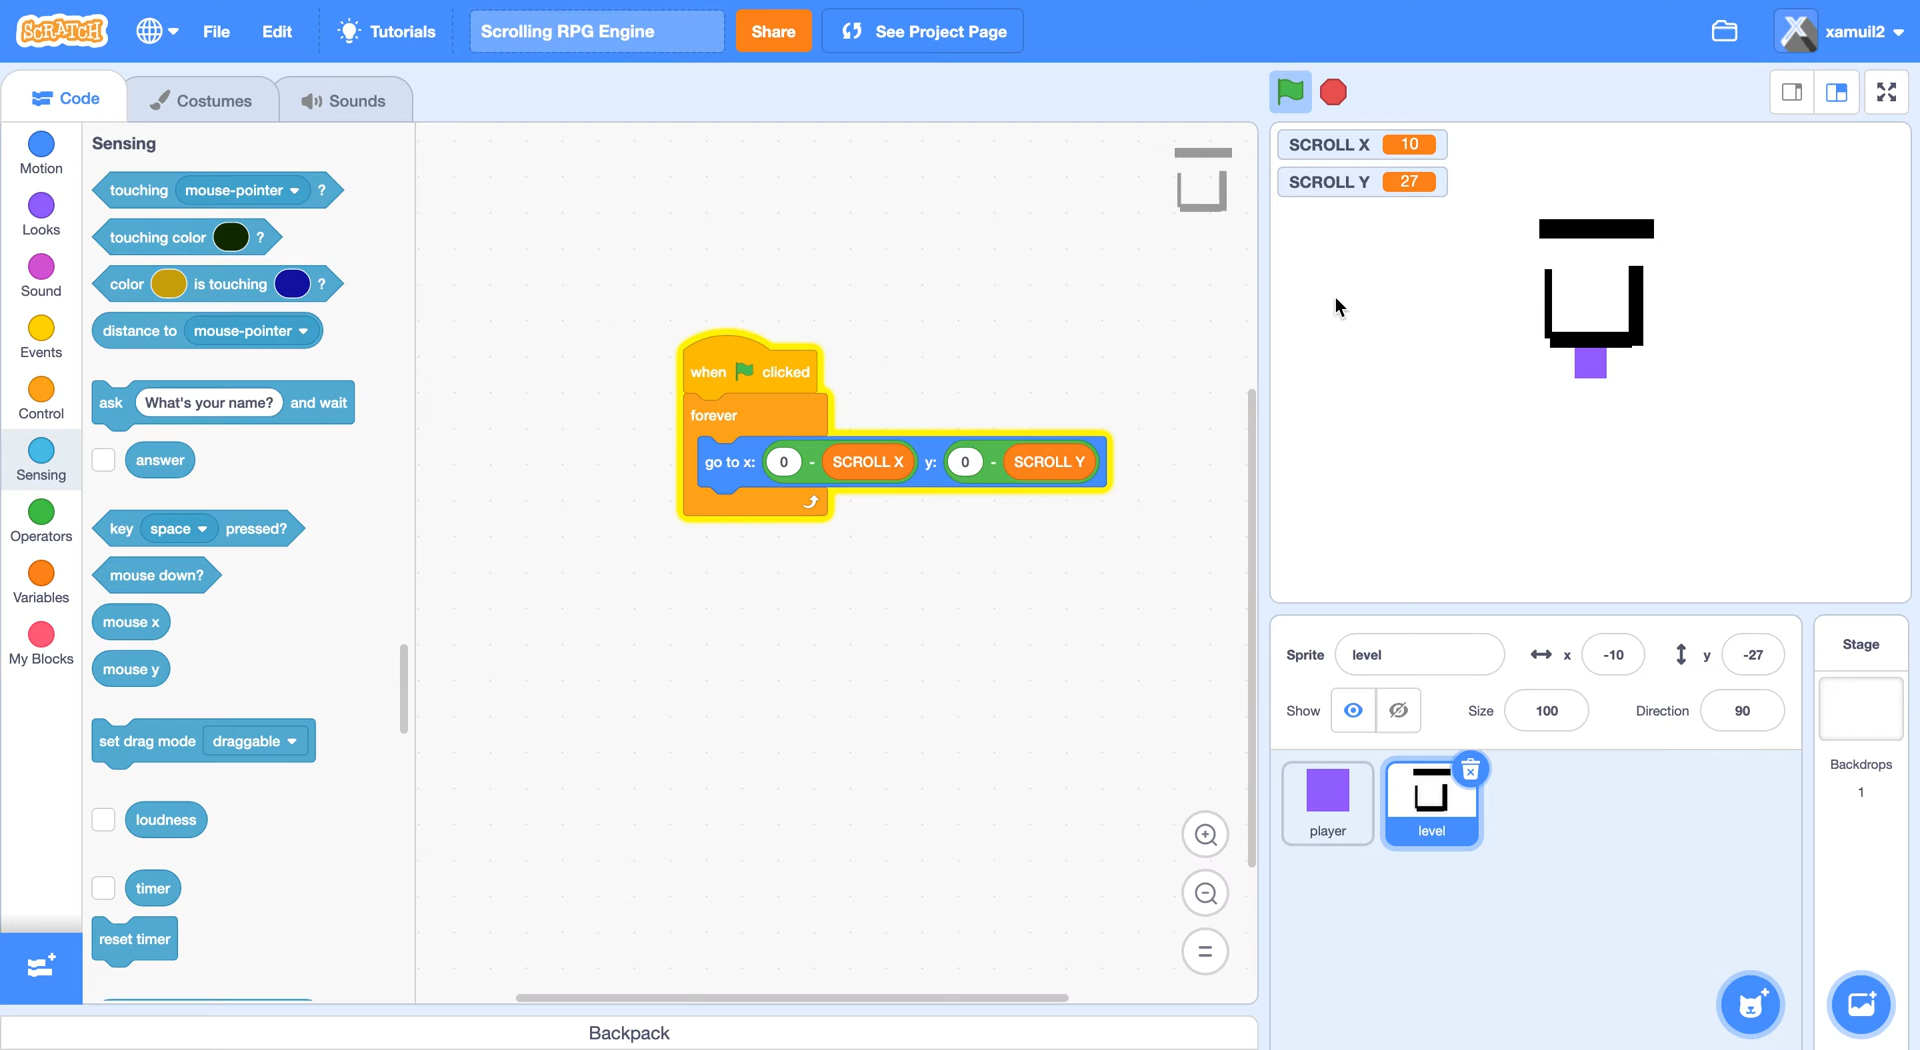 SCRATCH File Edit Tutorials Scrolling RPG Engine Share See Project Page xamuil2
Code Costumes Sounds
Motion
Looks
Sound
Events
Control
Sensing
Operators
Variables
My Blocks
Sensing
touching mouse-pointer ?
touching color ?
color is touching ?
distance to mouse-pointer
ask What's your name? and wait
answer
key space pressed?
mouse down?
mouse x
mouse y
set drag mode draggable
loudness
timer
reset timer
when clicked
forever
go to x: 0 - SCROLL X y: 0 - SCROLL Y
Backpack
SCROLL X 10
SCROLL Y 27
Sprite level x -10 y -27
Show Size 100 Direction 90
player
level
Stage
Backdrops
1